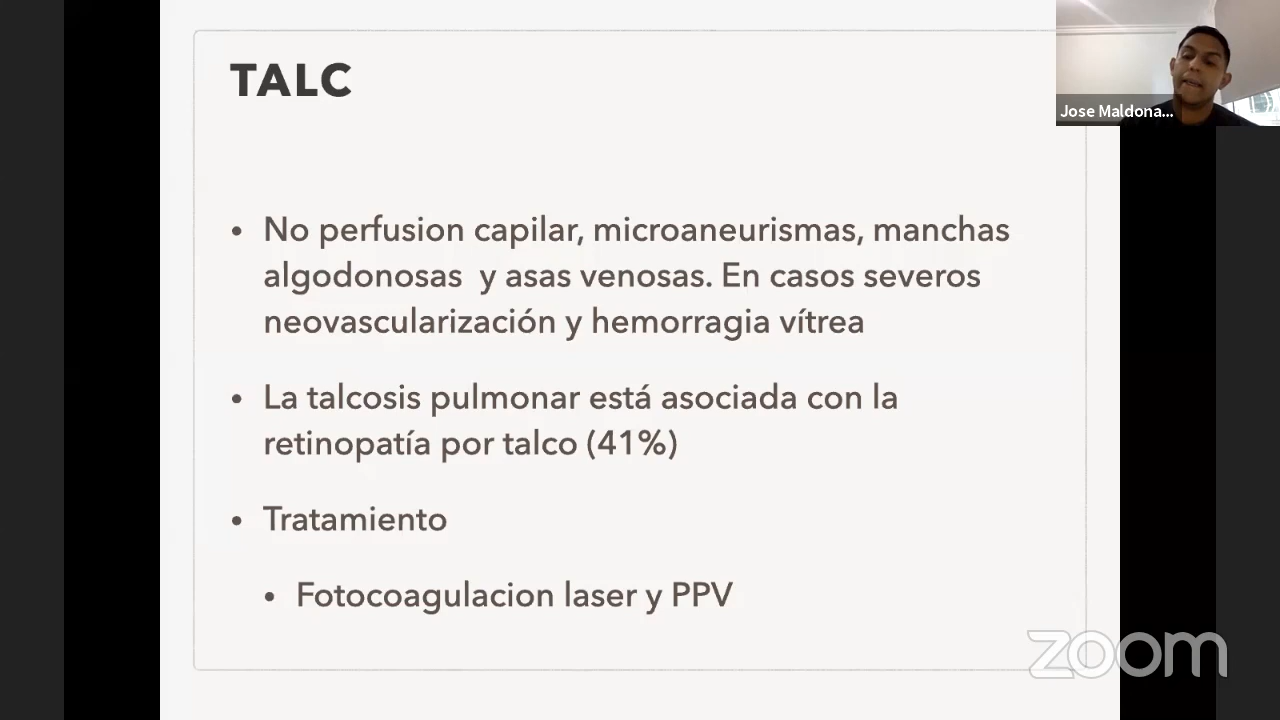 TALC
Jose Maldona...
• No perfusion capilar, microaneurismas, manchas
algodonosas y asas venosas. En casos severos
neovascularización y hemorragia vítrea
• La talcosis pulmonar está asociada con la
retinopatía por talco (41%)
• Tratamiento
• Fotocoagulacion laser y PPV
zoom